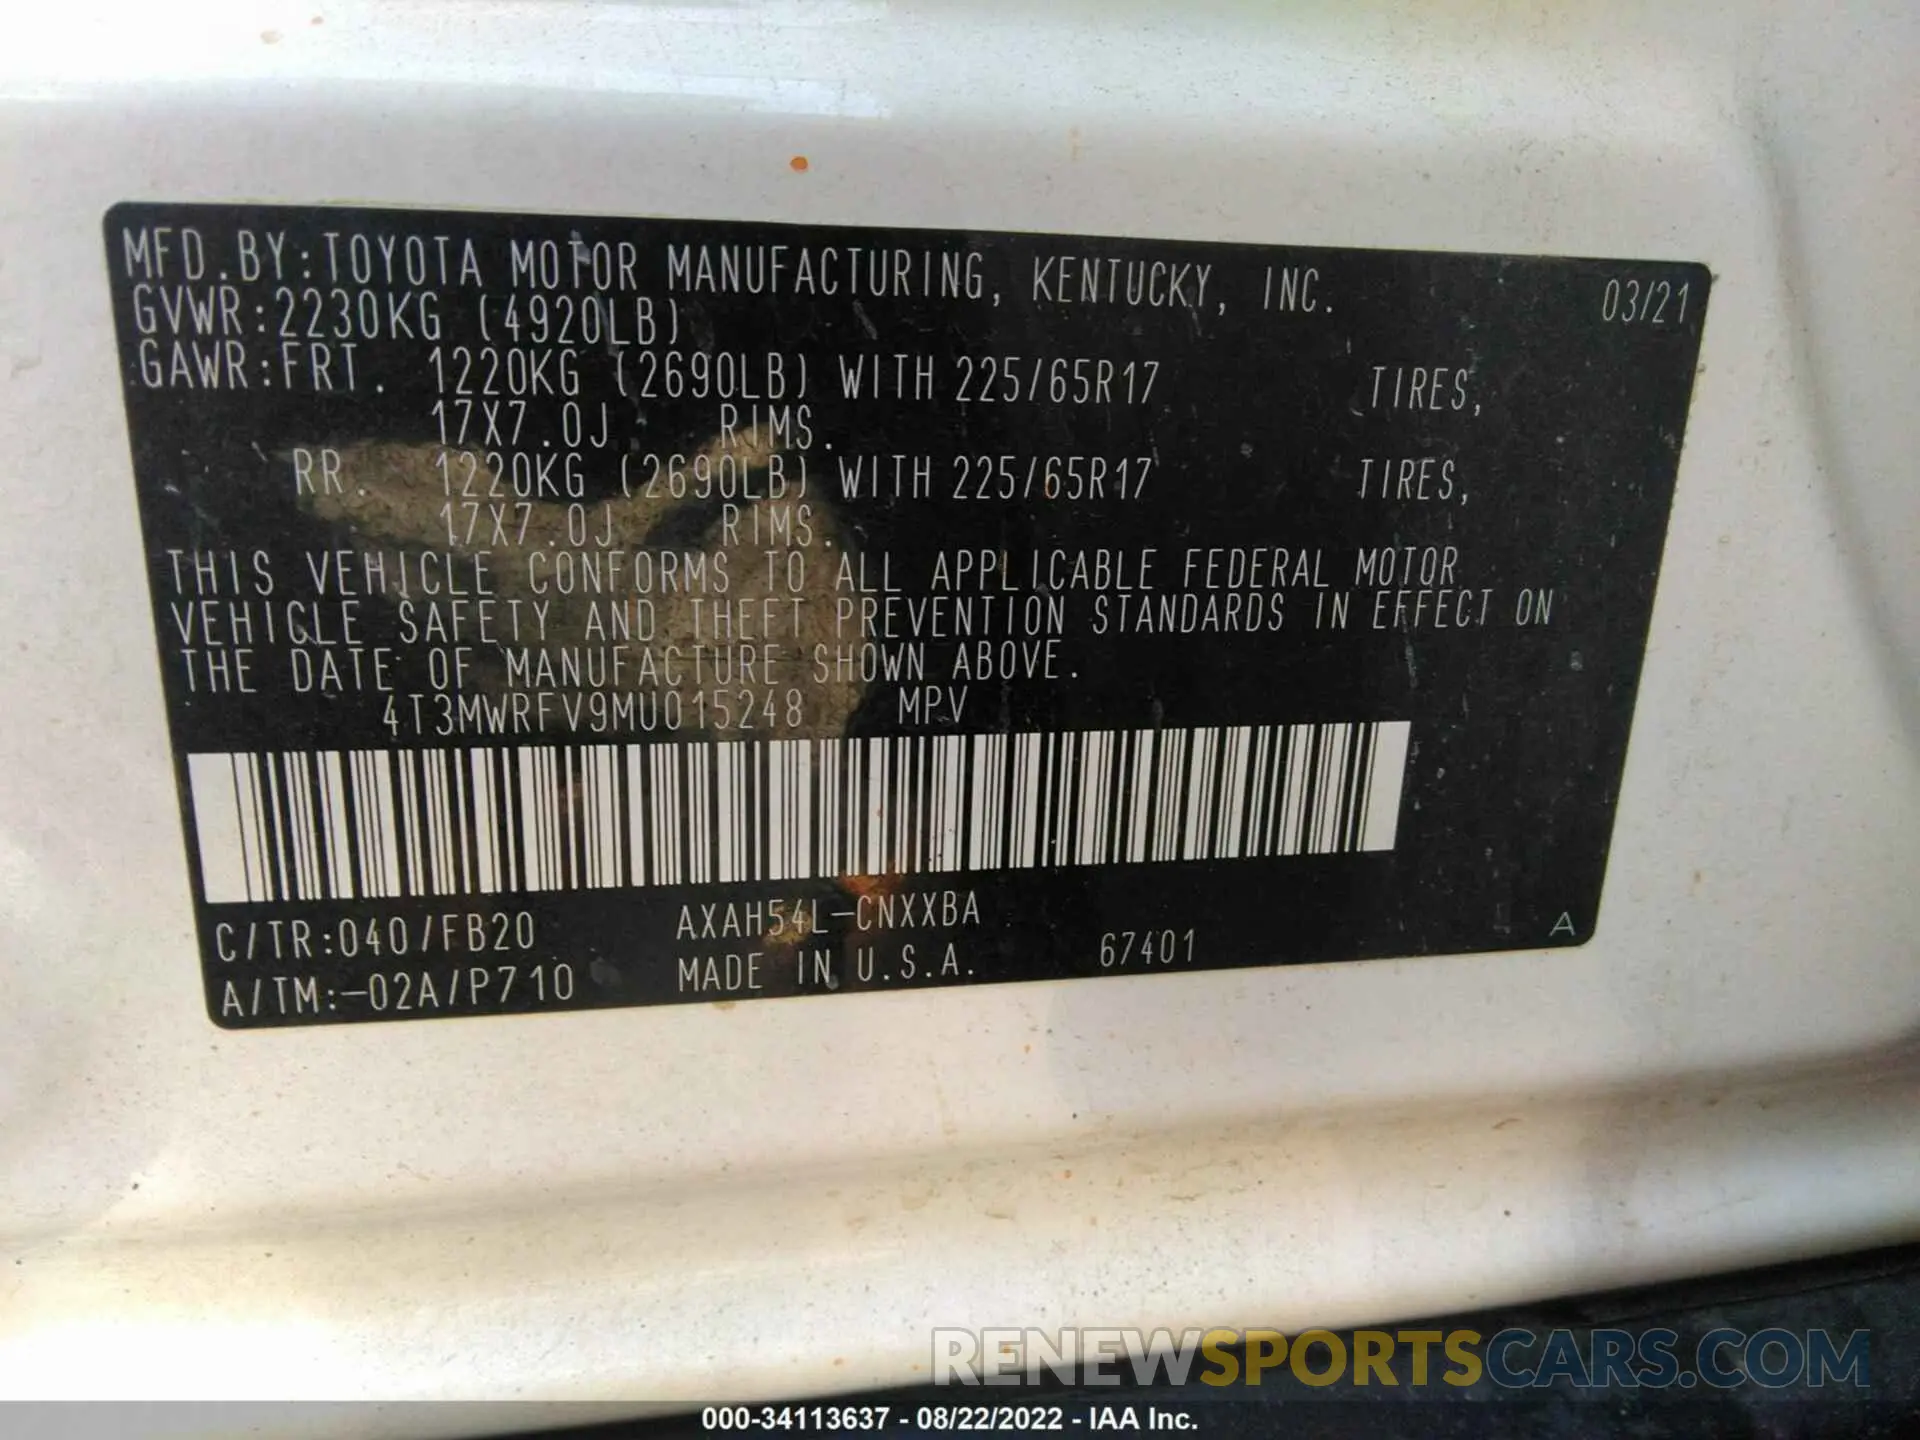 MFD.BY:TOYOTA MOTOR MANUFACTURING, KENTUCKY, INC. 03/21
GVWR:2230KG (4920LB)
GAWR:FRT. 1220KG (2690LB) WITH 225/65R17 TIRES,
17X7.0J RIMS.
RR. 1220KG (2690LB) WITH 225/65R17 TIRES,
17X7.0J RIMS.
THIS VEHICLE CONFORMS TO ALL APPLICABLE FEDERAL MOTOR
VEHICLE SAFETY AND THEFT PREVENTION STANDARDS IN EFFECT ON
THE DATE OF MANUFACTURE SHOWN ABOVE.
4T3MWRFV9MU015248 MPV
C/TR:040/FB20 AXAH54L-CNXXBA A
A/TM:-02A/P710 MADE IN U.S.A. 67401
RENEWSPORTSCARS.COM
000-34113637 - 08/22/2022 - IAA Inc.